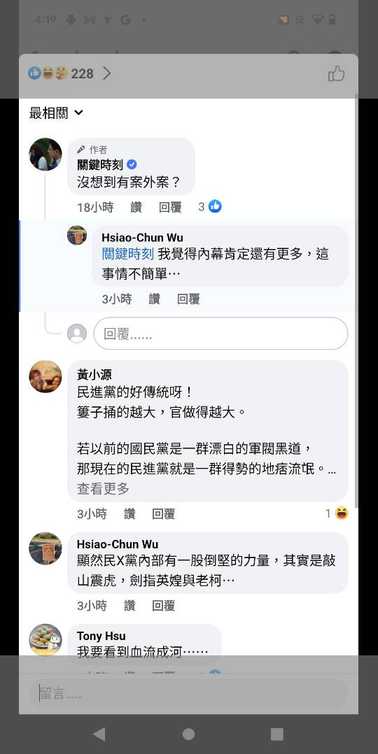 4:19
228
最相關
作者
關鍵時刻
沒想到有案外案？
18小時 讚 回覆 3
Hsiao-Chun Wu
關鍵時刻 我覺得內幕肯定還有更多，這
事情不簡單⋯
3小時 讚 回覆
回覆......
黃小源
民進黨的好傳統呀！
簍子捅的越大，官做得越大。
若以前的國民黨是一群漂白的軍閥黑道，
那現在的民進黨就是一群得勢的地痞流氓。...
查看更多
3小時 讚 回覆 1
Hsiao-Chun Wu
顯然民X黨內部有一股倒堅的力量，其實是敲
山震虎，劍指英媓與老柯⋯
3小時 讚 回覆
Tony Hsu
我要看到血流成河⋯⋯
留言.....